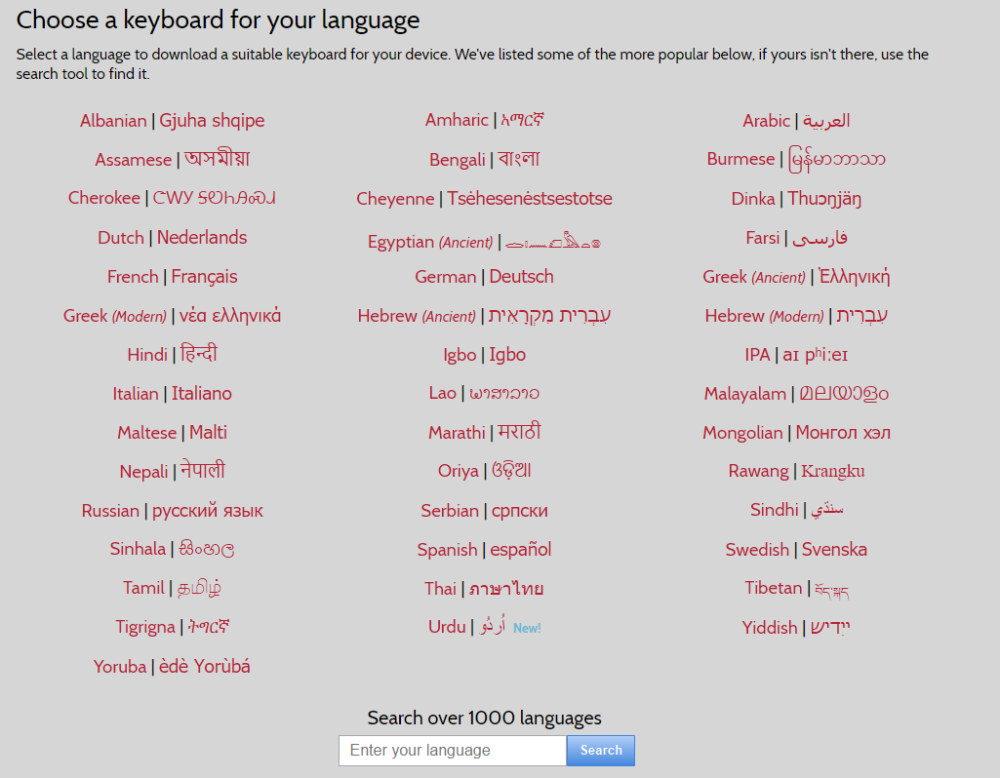 Choose a keyboard for your language
Select a language to download a suitable keyboard for your device. We've listed some of the more popular below, if yours isn't there, use the
search tool to find it.
Albanian | Gjuha shqipe Amharic | አማርኛ Arabic | العربية
Assamese | অসমীয়া Bengali | বাংলা Burmese | မြန်မာဘာသာ
Cherokee | ᏣᎳᎩ ᎦᏬᏂᎯᏍᏗ Cheyenne | Tsėhesenėstsestotse Dinka | Thuɔŋjäŋ
Dutch | Nederlands Egyptian (Ancient) | Farsi | فارسی
French | Français German | Deutsch Greek (Ancient) | Ἑλληνική
Greek (Modern) | νέα ελληνικά Hebrew (Ancient) | עִבְרִית מִקְרָאִית Hebrew (Modern) | עִבְרִית
Hindi | हिन्दी Igbo | Igbo IPA | aɪ pʰiːeɪ
Italian | Italiano Lao | ພາສາລາວ Malayalam | മലയാളം
Maltese | Malti Marathi | मराठी Mongolian | Монгол хэл
Nepali | नेपाली Oriya | ଓଡ଼ିଆ Rawang | Krangku
Russian | русский язык Serbian | српски Sindhi | سنڌي
Sinhala | සිංහල Spanish | español Swedish | Svenska
Tamil | தமிழ் Thai | ภาษาไทย Tibetan | བོད་སྐད
Tigrigna | ትግርኛ Urdu | اُردُو New! Yiddish | ייִדיש
Yoruba | èdè Yorùbá
Search over 1000 languages
Enter your language Search